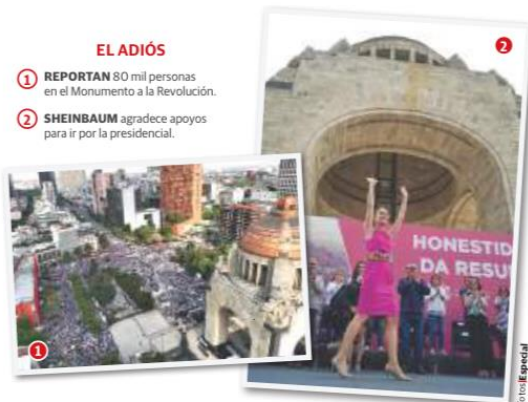 EL ADIÓS
1 REPORTAN 80 mil personas
en el Monumento a la Revolución.
2 SHEINBAUM agradece apoyos
para ir por la presidencial.
1
2
HONESTID
DA RESU
Especial